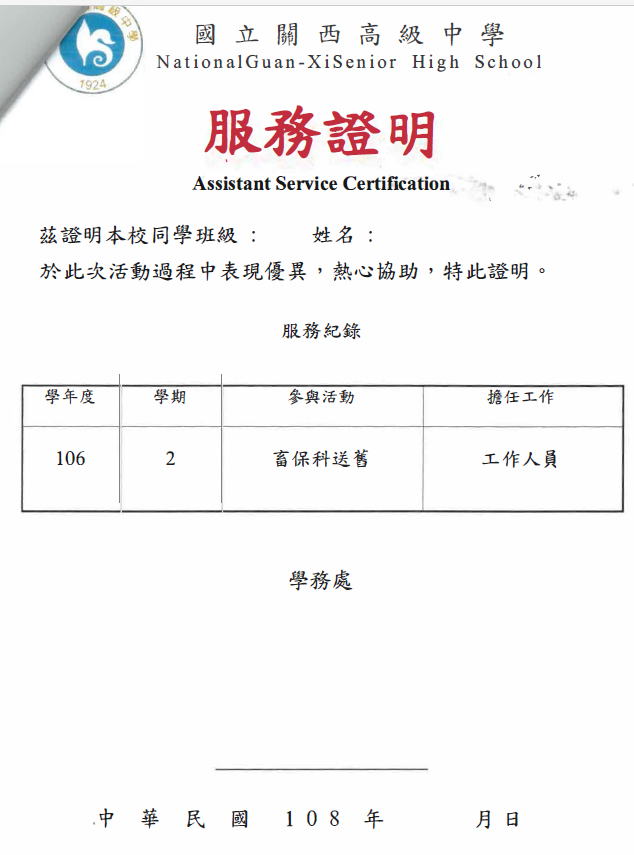 級中學
1924
國立關西高級中學
NationalGuan-XiSenior High School
服務證明
Assistant Service Certification
茲證明本校同學班級： 姓名：
於此次活動過程中表現優異，熱心協助，特此證明。
服務紀錄
學年度 學期 參與活動 擔任工作
106 2 畜保科送舊 工作人員
學務處
中華民國 108 年 月日